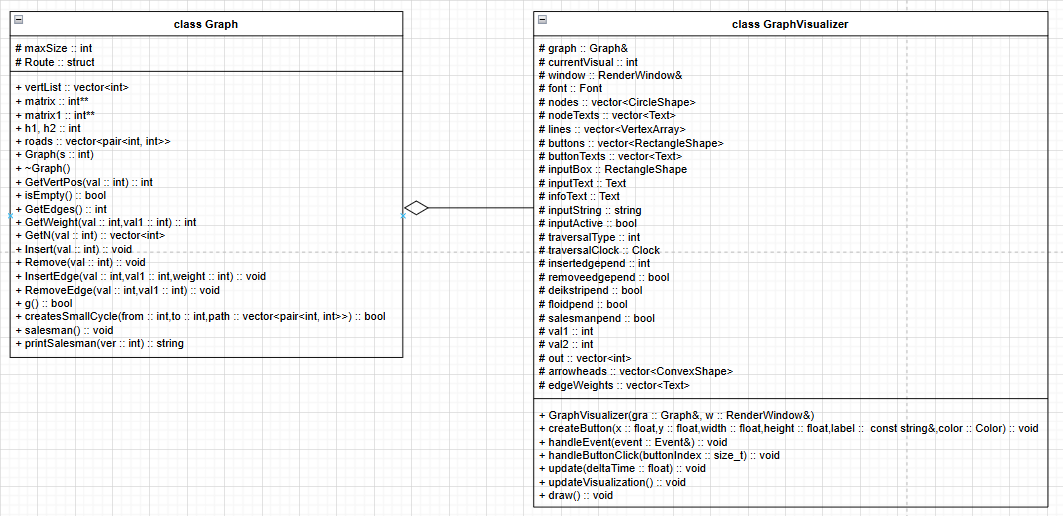 class Graph
# maxSize :: int
# Route :: struct
+ vertList :: vector<int>
+ matrix :: int**
+ matrix1 :: int**
+ h1, h2 :: int
+ roads :: vector<pair<int, int>>
+ Graph(s :: int)
+ ~Graph()
+ GetVertPos(val :: int) :: int
+ isEmpty() :: bool
+ GetEdges() :: int
+ GetWeight(val :: int,val1 :: int) :: int
+ GetN(val :: int) :: vector<int>
+ Insert(val :: int) :: void
+ Remove(val :: int) :: void
+ InsertEdge(val :: int,val1 :: int,weight :: int) :: void
+ RemoveEdge(val :: int,val1 :: int) :: void
+ g() :: bool
+ createsSmallCycle(from :: int,to :: int,path :: vector<pair<int, int>>) :: bool
+ salesman() :: void
+ printSalesman(ver :: int) :: string
class GraphVisualizer
# graph :: Graph&
# currentVisual :: int
# window :: RenderWindow&
# font :: Font
# nodes :: vector<CircleShape>
# nodeTexts :: vector<Text>
# lines :: vector<VertexArray>
# buttons :: vector<RectangleShape>
# buttonTexts :: vector<Text>
# inputBox :: RectangleShape
# inputText :: Text
# infoText :: Text
# inputString :: string
# inputActive :: bool
# traversalType :: int
# traversalClock :: Clock
# insertedgepend :: int
# removeedgepend :: bool
# deikstripend :: bool
# floidpend :: bool
# salesmanpend :: bool
# val1 :: int
# val2 :: int
# out :: vector<int>
# arrowheads :: vector<ConvexShape>
# edgeWeights :: vector<Text>
+ GraphVisualizer(gra :: Graph&, w :: RenderWindow&)
+ createButton(x :: float,y :: float,width :: float,height :: float,label :: const string&,color :: Color) :: void
+ handleEvent(event :: Event&) :: void
+ handleButtonClick(buttonIndex :: size_t) :: void
+ update(deltaTime :: float) :: void
+ updateVisualization() :: void
+ draw() :: void